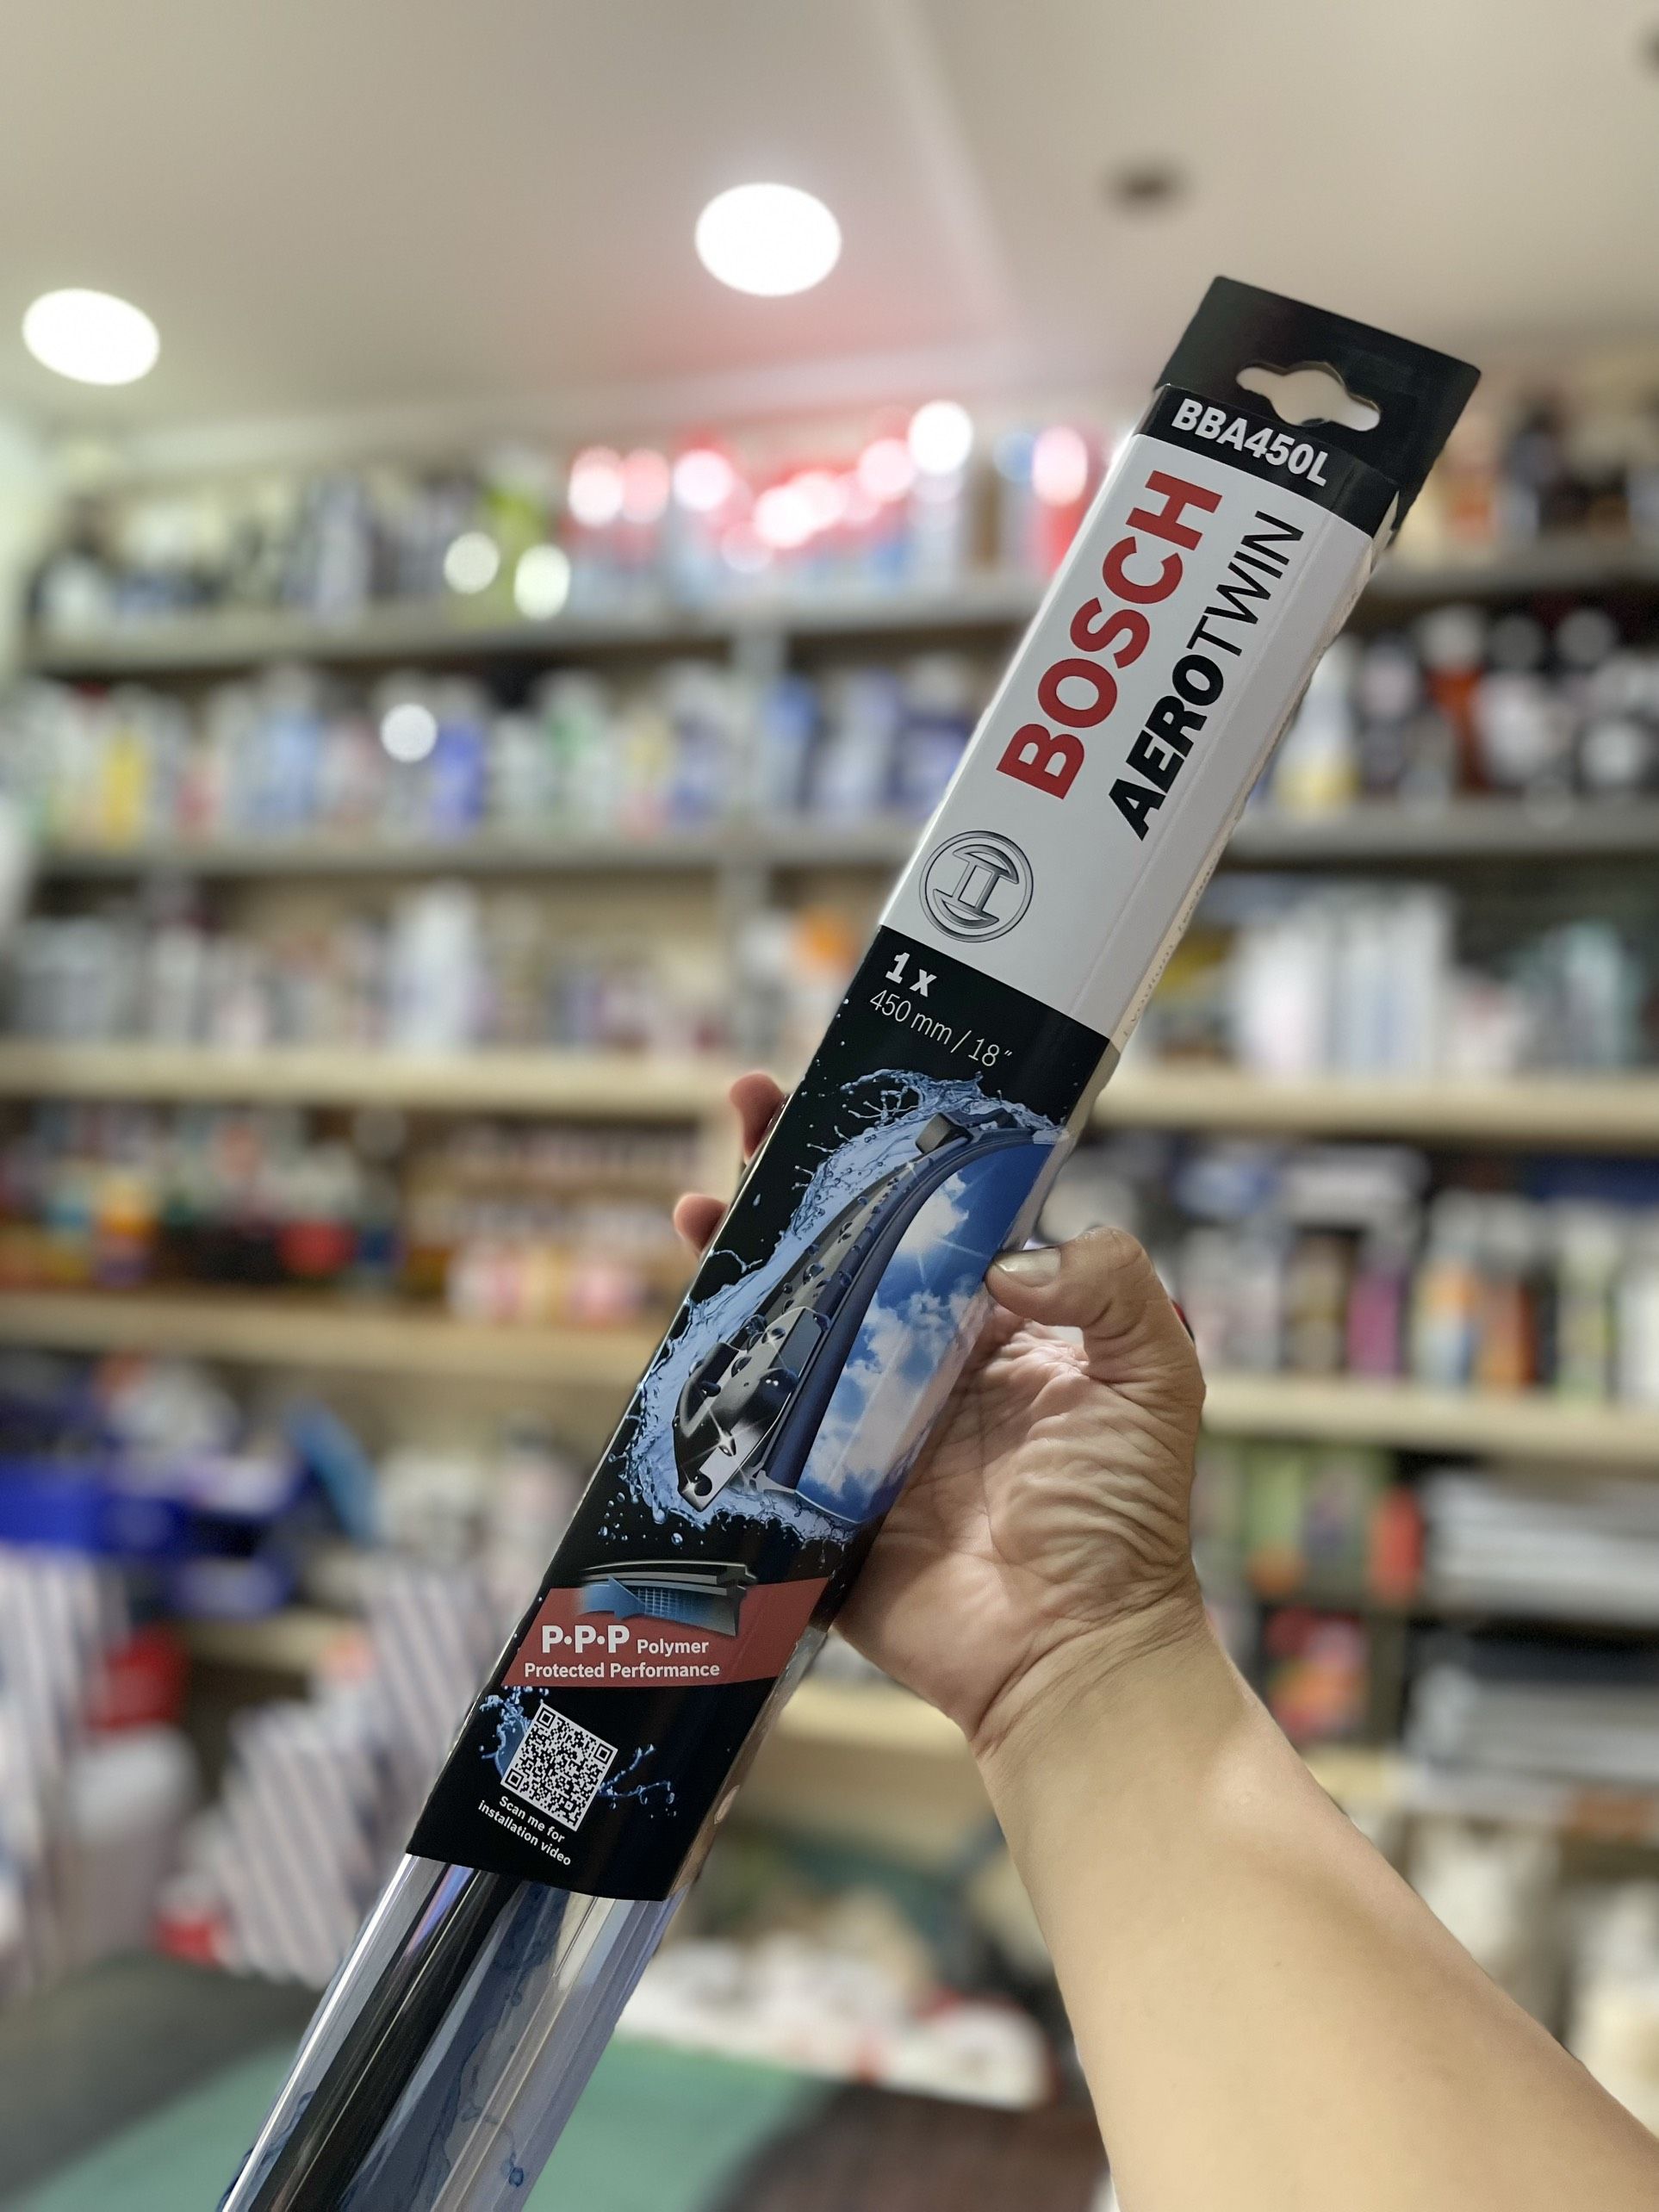 BBA450L
BOSCH
AEROTWIN
1 x
450 mm / 18"
P·P·P Polymer
Protected Performance
Scan me for
installation video